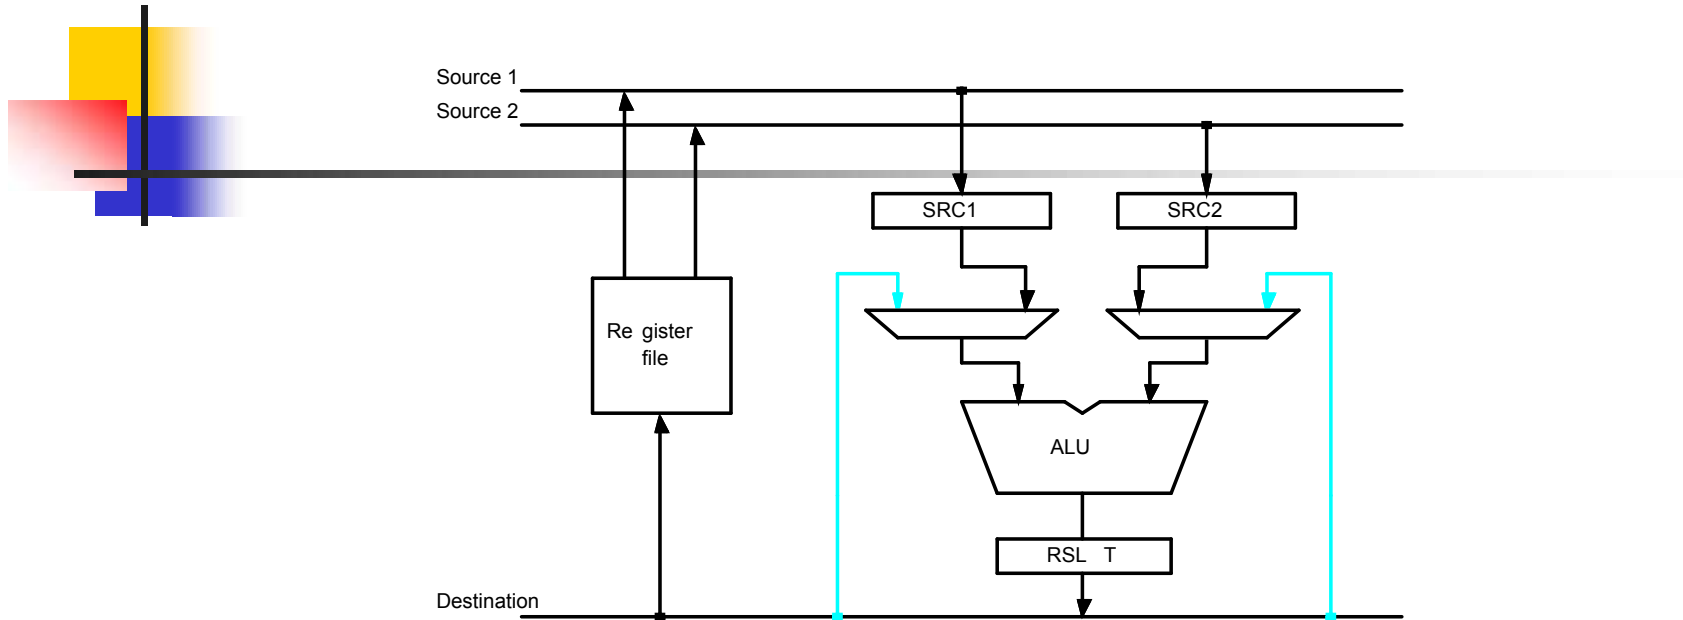 Source 1
Source 2
SRC1
SRC2
Re gister
file
ALU
RSL T
Destination